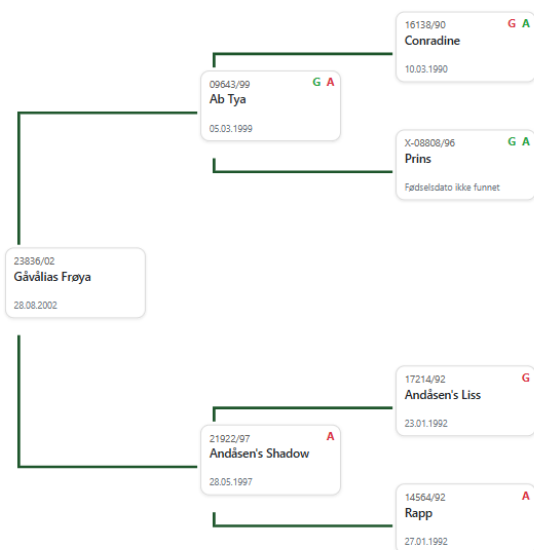 16138/90 G A
Conradine
10.03.1990
09643/99 G A
Ab Tya
05.03.1999
X-08808/96 G A
Prins
Fødselsdato ikke funnet
23836/02
Gåvålias Frøya
28.08.2002
17214/92 G
Andåsen's Liss
23.01.1992
21922/97 A
Andåsen's Shadow
28.05.1997
14564/92 A
Rapp
27.01.1992